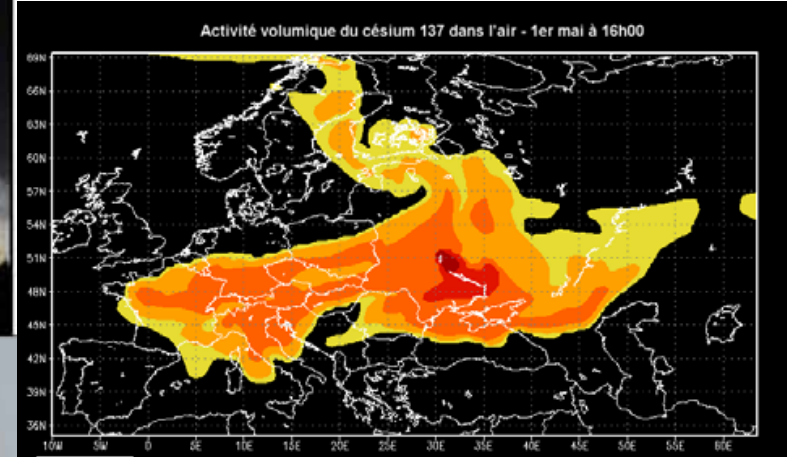 Activité volumique du césium 137 dans l'air - 1er mai à 16h00
69N
66N
63N
60N
57N
54N
51N
48N
45N
42N
39N
36N
10W 5W 0 5E 10E 15E 20E 25E 30E 35E 40E 45E 50E 55E 60E